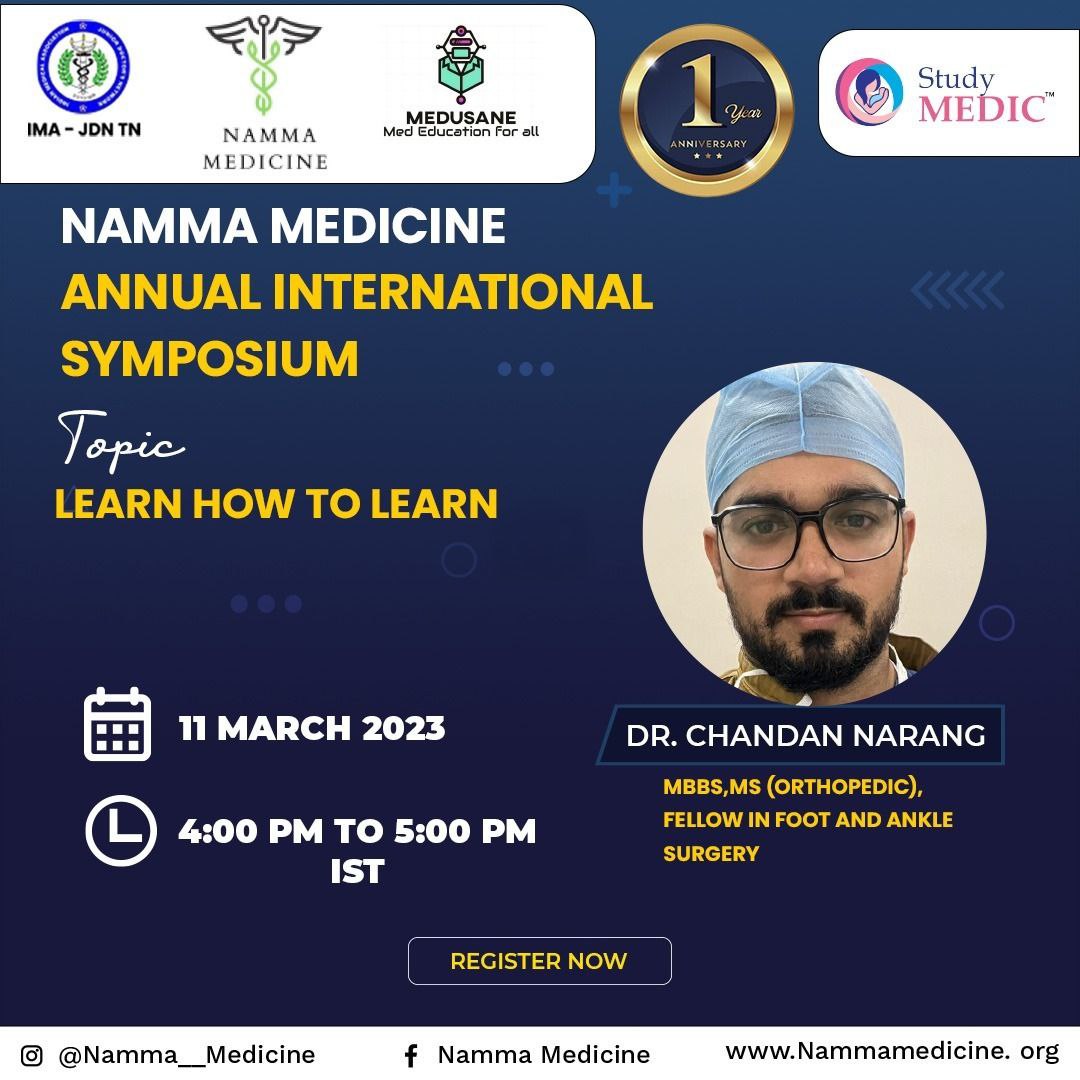 IMA - JDN TN
NAMMA
MEDICINE
MEDUSANE
Med Education for all
1
Year
ANNIVERSARY
Study
MEDIC™
NAMMA MEDICINE
ANNUAL INTERNATIONAL
SYMPOSIUM
Topic
LEARN HOW TO LEARN
11 MARCH 2023
4:00 PM TO 5:00 PM
IST
DR. CHANDAN NARANG
MBBS,MS (ORTHOPEDIC),
FELLOW IN FOOT AND ANKLE
SURGERY
REGISTER NOW
@Namma__Medicine
Namma Medicine
www.Nammamedicine. org